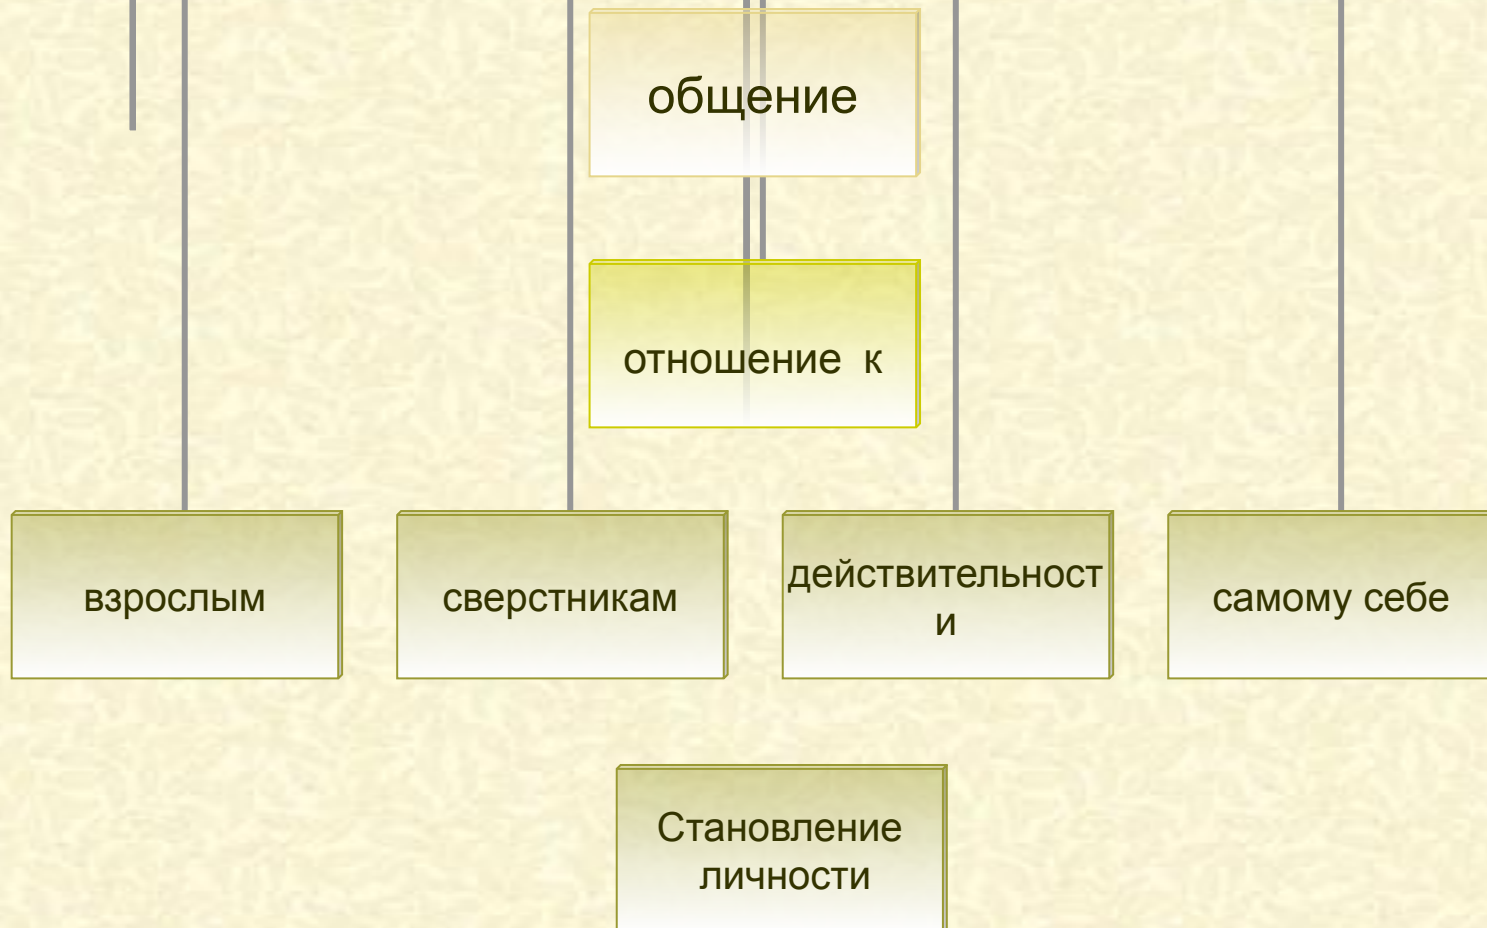 общение
отношение к
взрослым
сверстникам
действительност
и
самому себе
Становление
личности